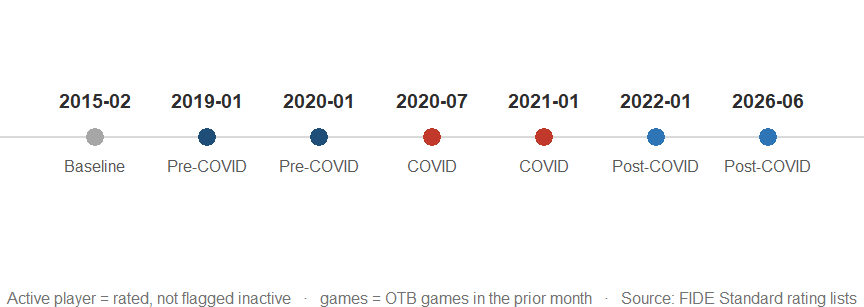 2015-02 2019-01 2020-01 2020-07 2021-01 2022-01 2026-06
Baseline Pre-COVID Pre-COVID COVID COVID Post-COVID Post-COVID
Active player = rated, not flagged inactive · games = OTB games in the prior month · Source: FIDE Standard rating lists